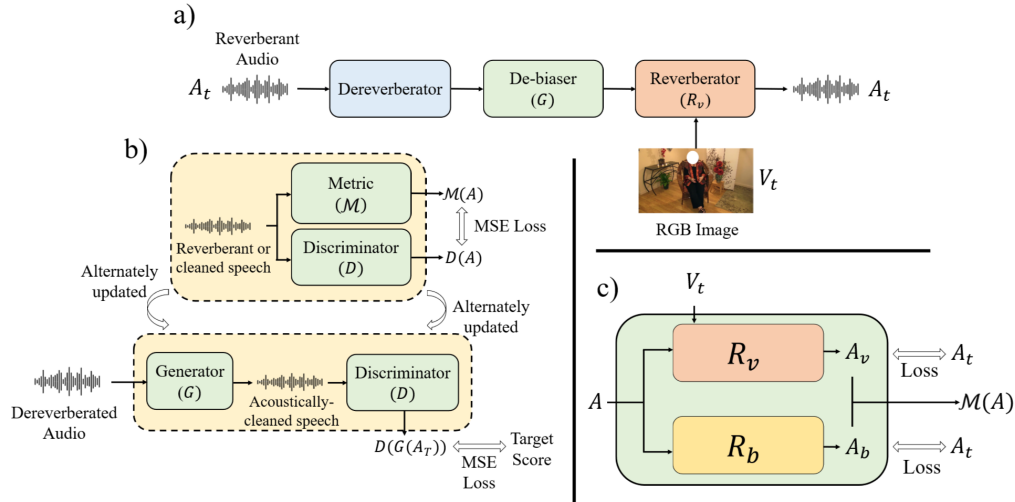 a)
Reverberant
Audio
A_t
Dereverberator
De-biaser
(G)
Reverberator
(R_v)
A_t
V_t
RGB Image
b)
Metric
(ℳ)
ℳ(A)
MSE Loss
Reverberant or
cleaned speech
Discriminator
(D)
D(A)
Alternately
updated
Alternately
updated
Dereverberated
Audio
Generator
(G)
Acoustically-
cleaned speech
Discriminator
(D)
D(G(A_T))
MSE
Loss
Target
Score
c)
V_t
A
R_v
A_v
Loss
A_t
ℳ(A)
R_b
A_b
Loss
A_t